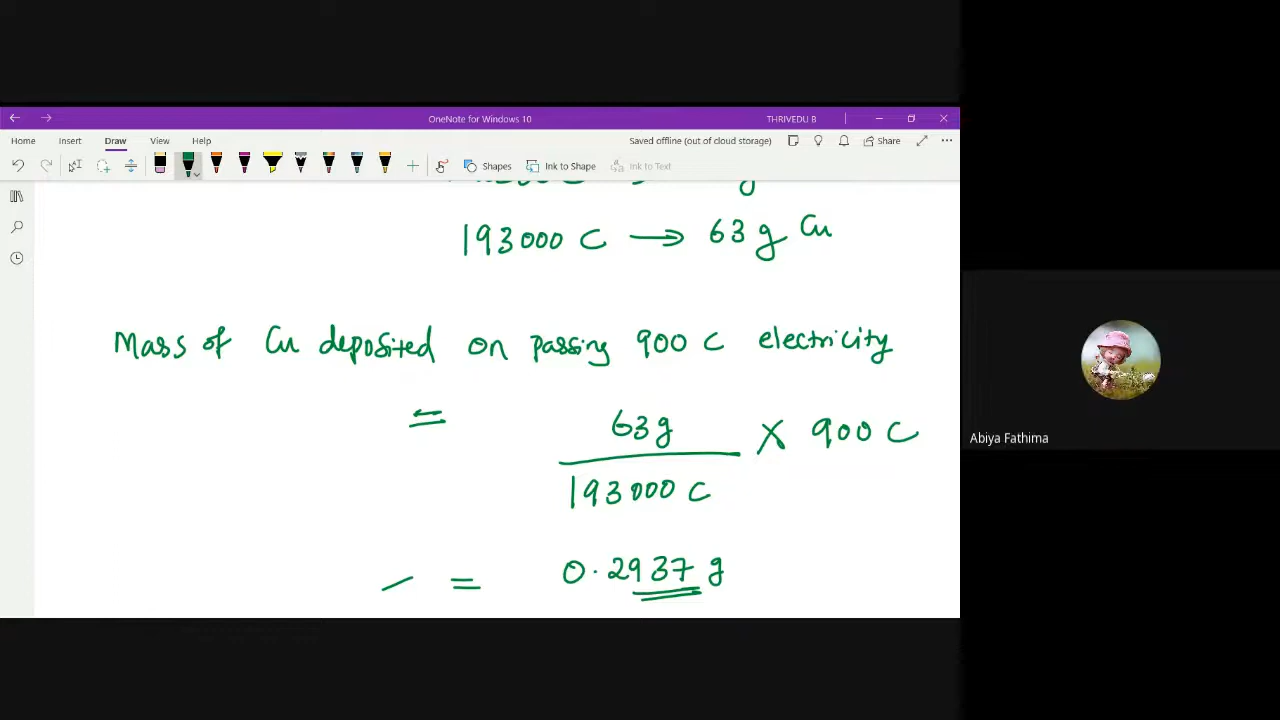 OneNote for Windows 10
THRIVEDU B
Home Insert Draw View Help
Saved offline (out of cloud storage)
Share
Shapes
Ink to Shape
Ink to Text
193000 C → 63 g Cu
Mass of Cu deposited on passing 900 C electricity
= 63g / 193000 C × 900 C
= 0.2937 g
Abiya Fathima